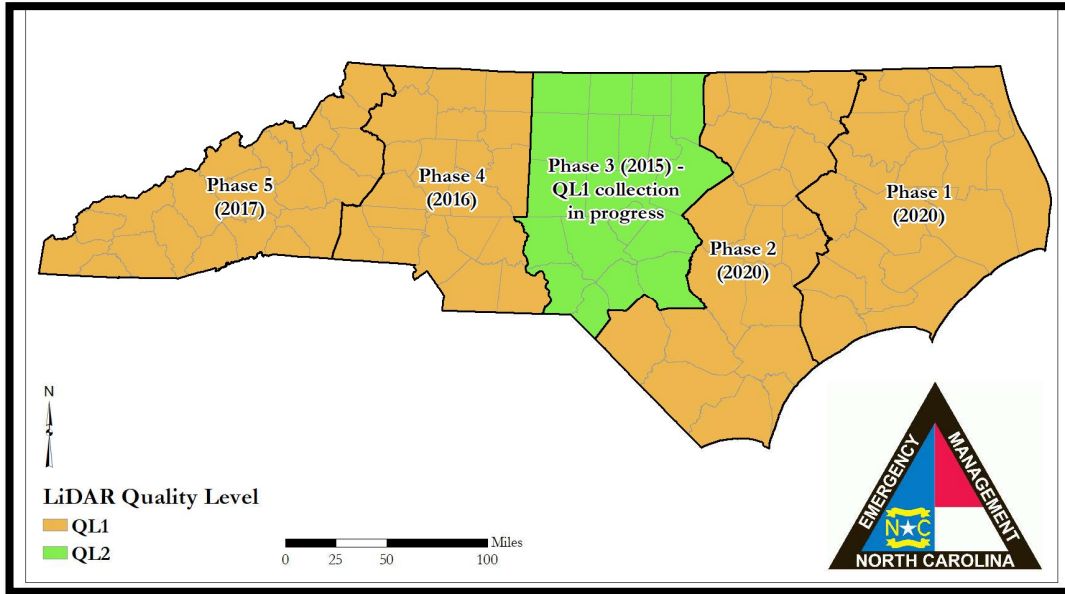 Phase 5
(2017)
Phase 4
(2016)
Phase 3 (2015) -
QL1 collection
in progress
Phase 2
(2020)
Phase 1
(2020)
N
LiDAR Quality Level
QL1
QL2
Miles
0 25 50 100
EMERGENCY
MANAGEMENT
N C
NORTH CAROLINA